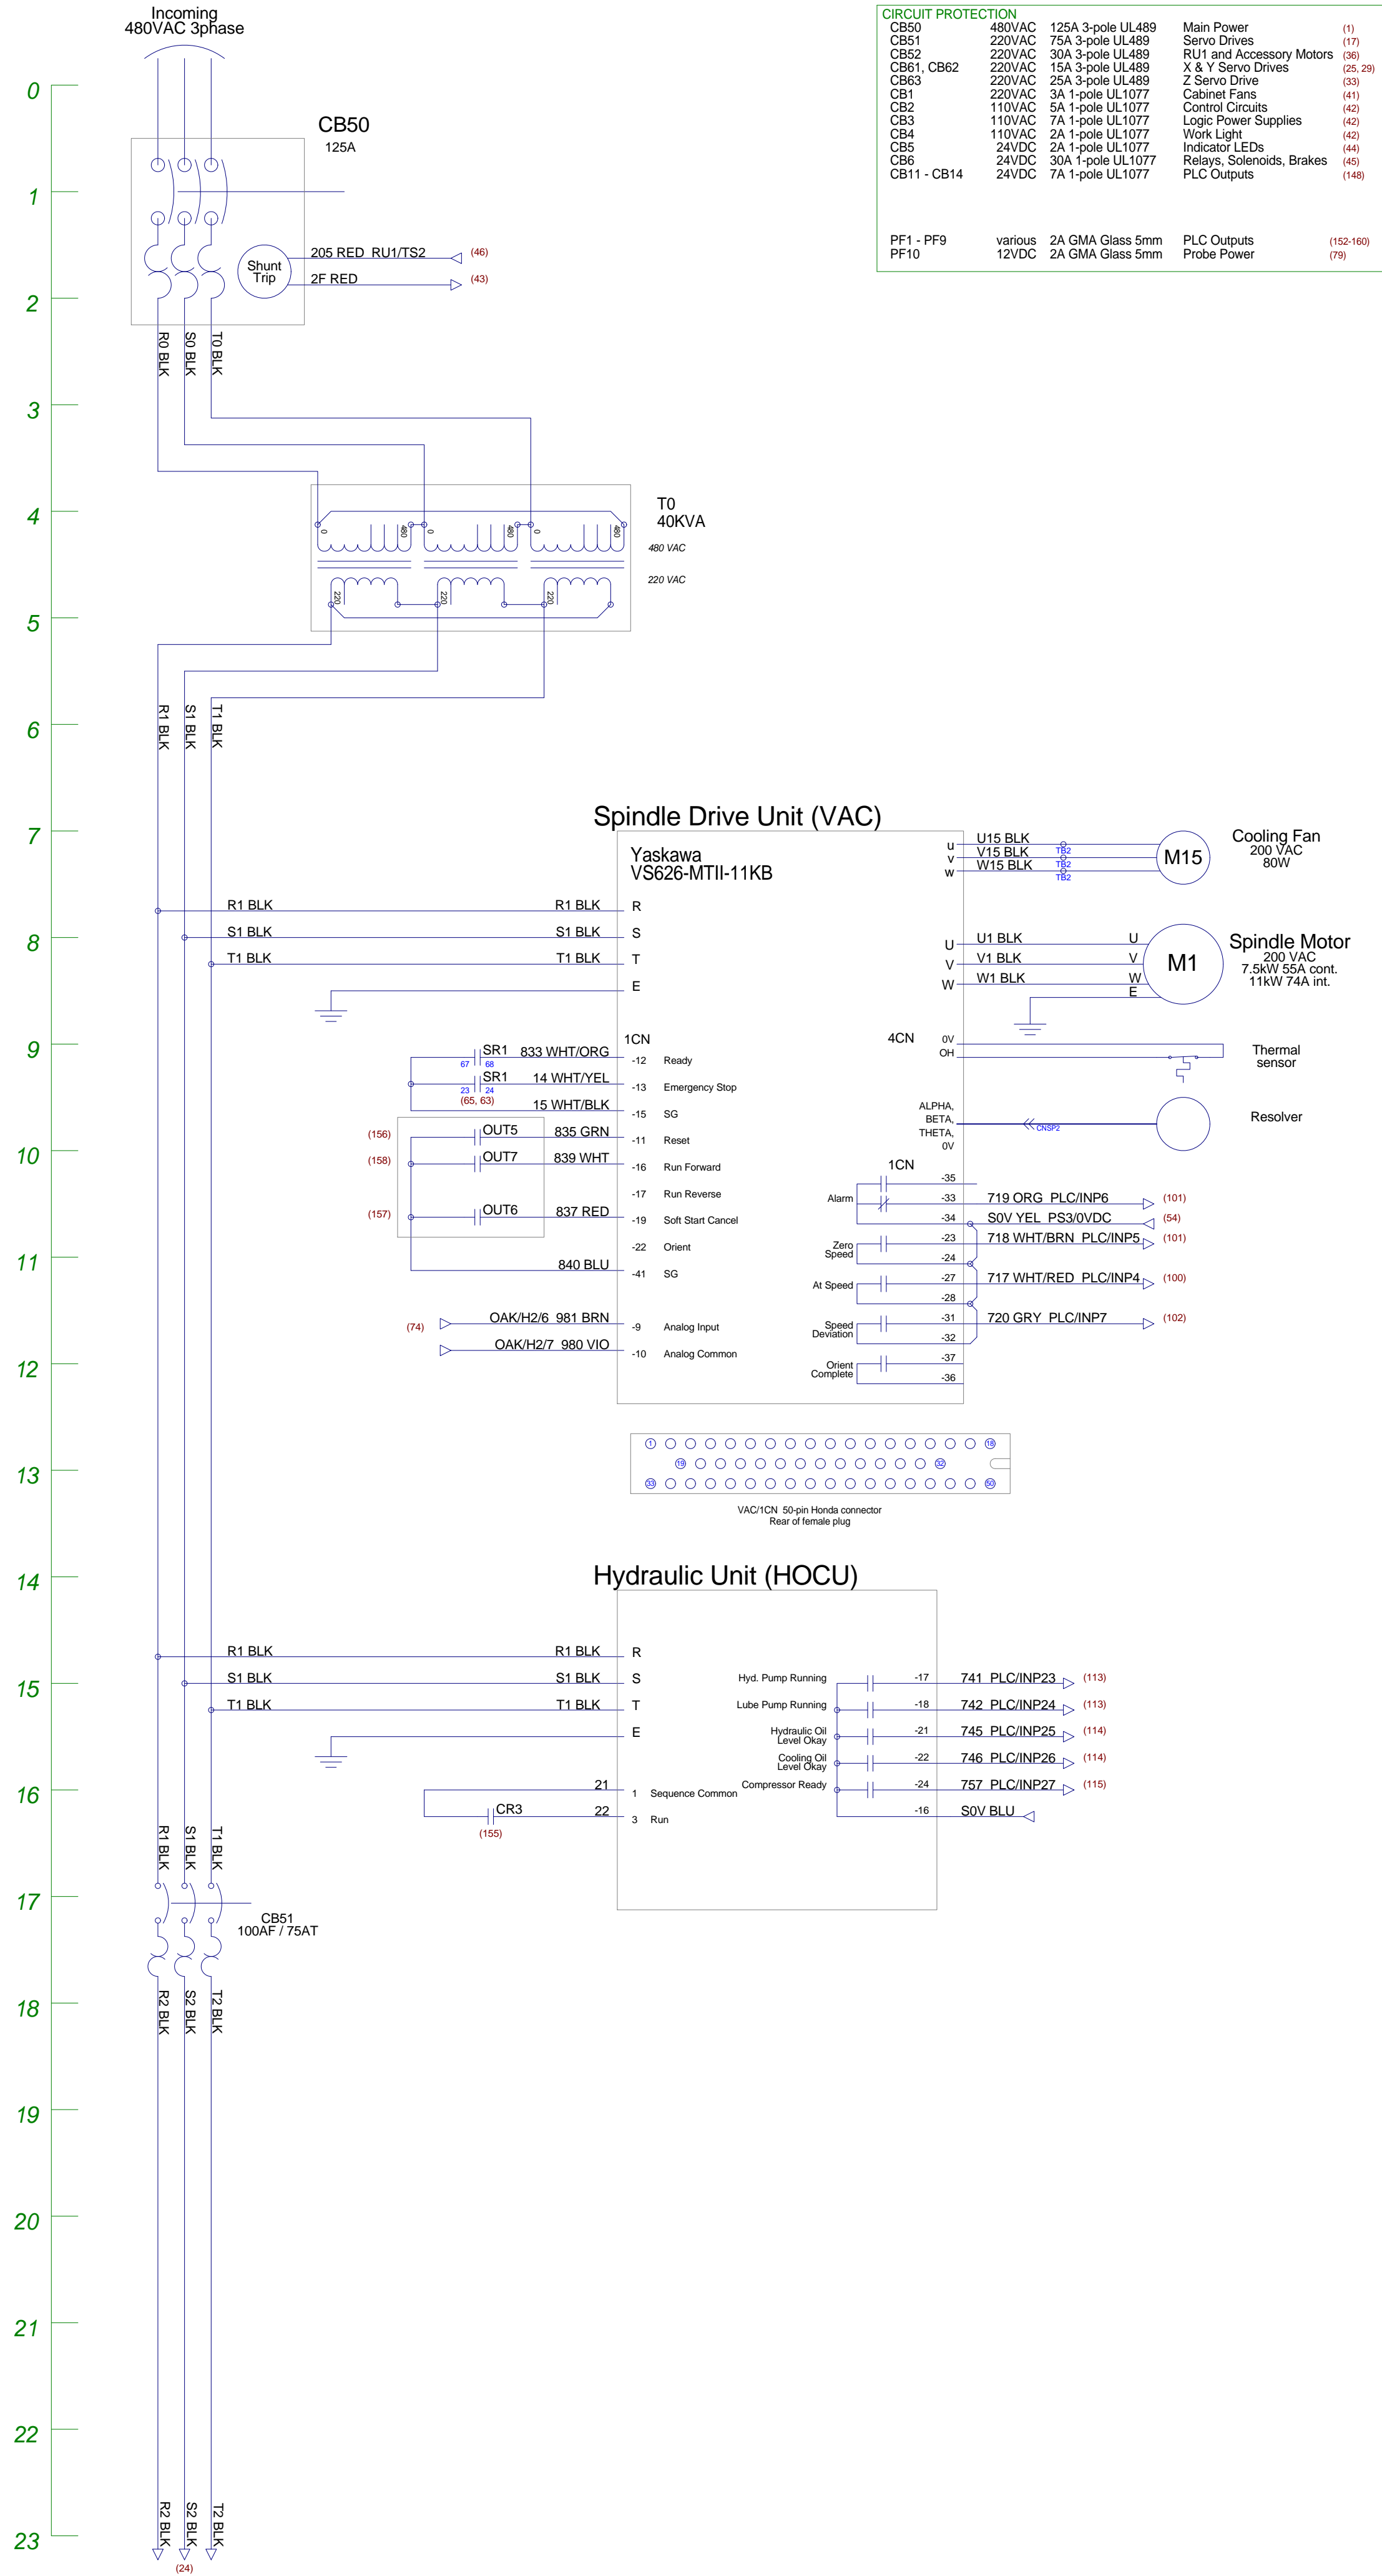 Incoming
480VAC 3phase
CIRCUIT PROTECTION
CB50 480VAC 125A 3-pole UL489 Main Power (1)
CB51 220VAC 75A 3-pole UL489 Servo Drives (17)
CB52 220VAC 30A 3-pole UL489 RU1 and Accessory Motors (36)
CB61, CB62 220VAC 15A 3-pole UL489 X & Y Servo Drives (25, 29)
CB63 220VAC 25A 3-pole UL489 Z Servo Drive (33)
CB1 220VAC 3A 1-pole UL1077 Cabinet Fans (41)
CB2 110VAC 5A 1-pole UL1077 Control Circuits (42)
CB3 110VAC 7A 1-pole UL1077 Logic Power Supplies (42)
CB4 110VAC 2A 1-pole UL1077 Work Light (42)
CB5 24VDC 2A 1-pole UL1077 Indicator LEDs (44)
CB6 24VDC 30A 1-pole UL1077 Relays, Solenoids, Brakes (45)
CB11 - CB14 24VDC 7A 1-pole UL1077 PLC Outputs (148)
PF1 - PF9 various 2A GMA Glass 5mm PLC Outputs (152-160)
PF10 12VDC 2A GMA Glass 5mm Probe Power (79)
0
CB50
125A
1
Shunt
Trip
205 RED RU1/TS2 (46)
2F RED (43)
2
R0 BLK S0 BLK T0 BLK
3
4
T0
40KVA
0 480 0 480 0 480
480 VAC
220 VAC
220 220 220
5
6
R1 BLK S1 BLK T1 BLK
7
Spindle Drive Unit (VAC)
Yaskawa
VS626-MTII-11KB
u U15 BLK TB2
v V15 BLK TB2
w W15 BLK TB2
M15
Cooling Fan
200 VAC
80W
R1 BLK R1 BLK R
8
S1 BLK S1 BLK S
T1 BLK T1 BLK T
E
U U1 BLK U
V V1 BLK V
W W1 BLK W
E
M1
Spindle Motor
200 VAC
7.5kW 55A cont.
11kW 74A int.
9
1CN
SR1 833 WHT/ORG -12 Ready
67 68
SR1 14 WHT/YEL -13 Emergency Stop
23 24
(65, 63)
15 WHT/BLK -15 SG
4CN 0V
OH
Thermal
sensor
ALPHA,
BETA,
THETA,
0V
CNSP2
Resolver
10
(156) OUT5 835 GRN -11 Reset
(158) OUT7 839 WHT -16 Run Forward
-17 Run Reverse
(157) OUT6 837 RED -19 Soft Start Cancel
-22 Orient
840 BLU -41 SG
1CN
-35
Alarm -33 719 ORG PLC/INP6 (101)
-34 S0V YEL PS3/0VDC (54)
11
Zero
Speed
-23 718 WHT/BRN PLC/INP5 (101)
-24
At Speed -27 717 WHT/RED PLC/INP4 (100)
-28
Speed
Deviation
-31 720 GRY PLC/INP7 (102)
-32
Orient
Complete
-37
-36
(74) OAK/H2/6 981 BRN -9 Analog Input
OAK/H2/7 980 VIO -10 Analog Common
12
13
1 18
19 32
33 50
VAC/1CN 50-pin Honda connector
Rear of female plug
14
Hydraulic Unit (HOCU)
R1 BLK R1 BLK R
15
S1 BLK S1 BLK S
T1 BLK T1 BLK T
E
Hyd. Pump Running -17 741 PLC/INP23 (113)
Lube Pump Running -18 742 PLC/INP24 (113)
Hydraulic Oil
Level Okay
-21 745 PLC/INP25 (114)
Cooling Oil
Level Okay
-22 746 PLC/INP26 (114)
Compressor Ready -24 757 PLC/INP27 (115)
-16 S0V BLU
16
21 1 Sequence Common
CR3 22 3 Run
(155)
R1 BLK S1 BLK T1 BLK
17
CB51
100AF / 75AT
18
R2 BLK S2 BLK T2 BLK
19
20
21
22
23
R2 BLK S2 BLK T2 BLK
(24)